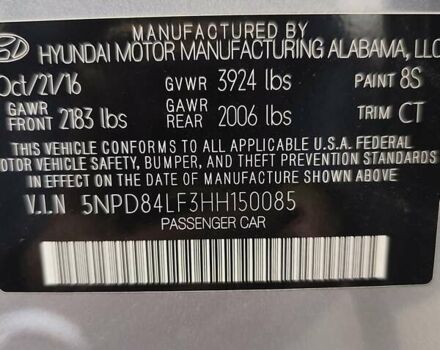 MANUFACTURED BY
HYUNDAI MOTOR MANUFACTURING ALABAMA, LLC
Oct/21/16 GVWR 3924 lbs PAINT 8S
GAWR FRONT 2183 lbs GAWR REAR 2006 lbs TRIM CT
THIS VEHICLE CONFORMS TO ALL APPLICABLE U.S.A. FEDERAL
MOTOR VEHICLE SAFETY, BUMPER, AND THEFT PREVENTION STANDARDS
IN EFFECT ON THE DATE OF MANUFACTURE SHOWN ABOVE.
V.I.N 5NPD84LF3HH150085
PASSENGER CAR